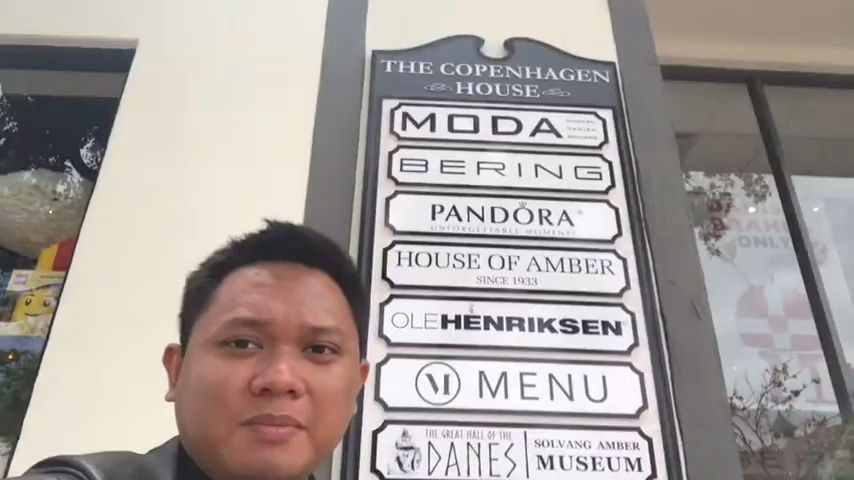 THE COPENHAGEN
HOUSE
MODA
BERING
PANDORA
UNFORGETTABLE MOMENTS
HOUSE OF AMBER
SINCE 1933
OLEHENRIKSEN
M MENU
THE GREAT HALL OF THE
DANES
SOLVANG AMBER
MUSEUM
ONLY